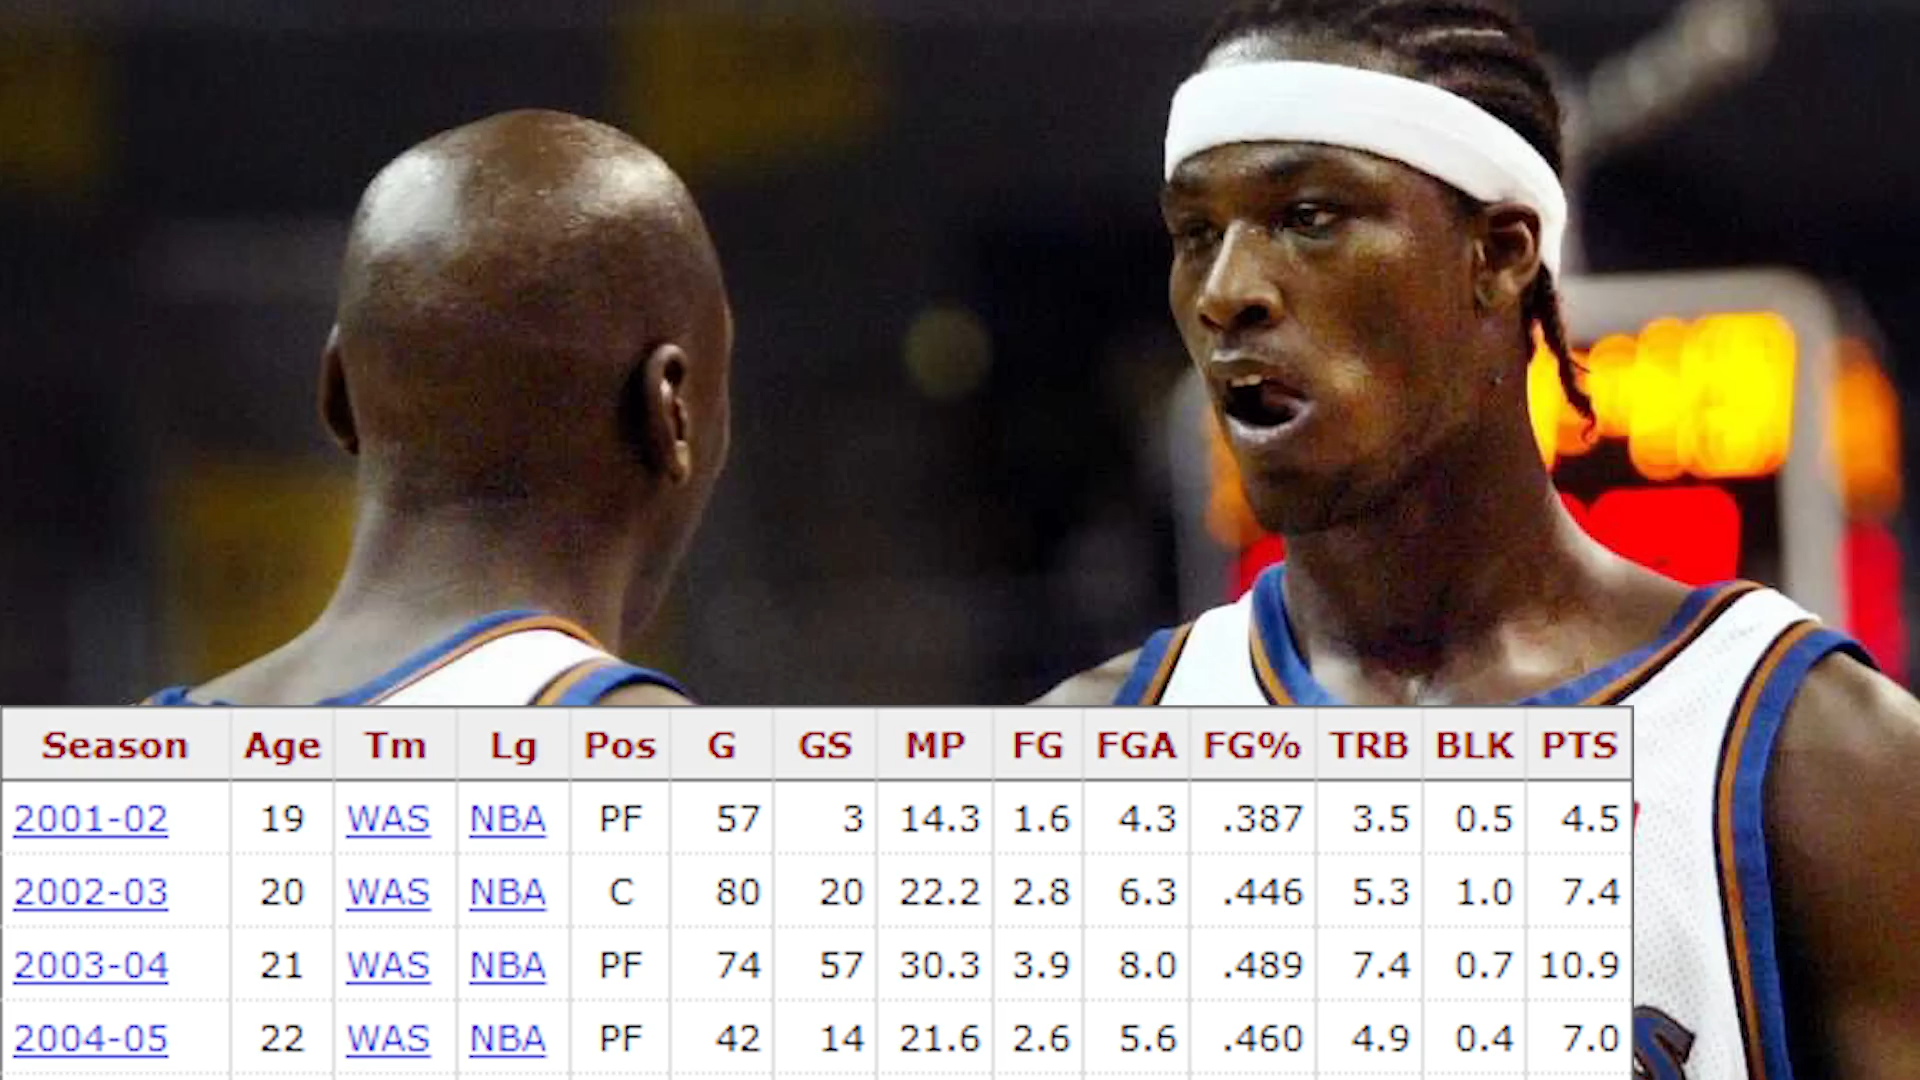 Season Age Tm Lg Pos G GS MP FG FGA FG% TRB BLK PTS
2001-02 19 WAS NBA PF 57 3 14.3 1.6 4.3 .387 3.5 0.5 4.5
2002-03 20 WAS NBA C 80 20 22.2 2.8 6.3 .446 5.3 1.0 7.4
2003-04 21 WAS NBA PF 74 57 30.3 3.9 8.0 .489 7.4 0.7 10.9
2004-05 22 WAS NBA PF 42 14 21.6 2.6 5.6 .460 4.9 0.4 7.0